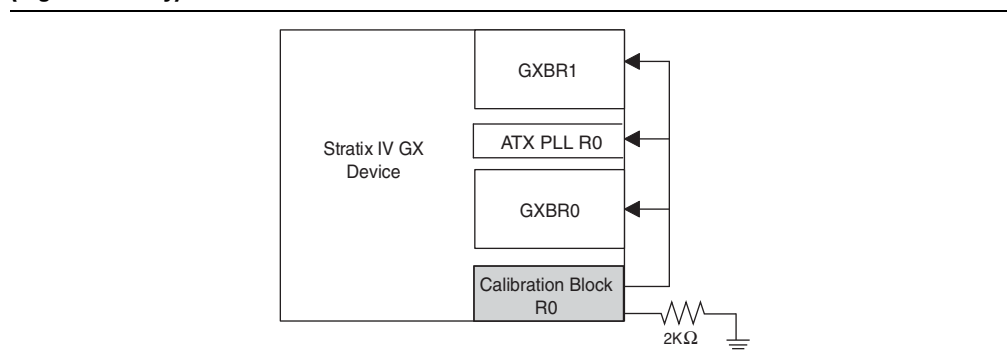 GXBR1
ATX PLL R0
Stratix IV GX
Device
GXBR0
Calibration Block
R0
2KΩ